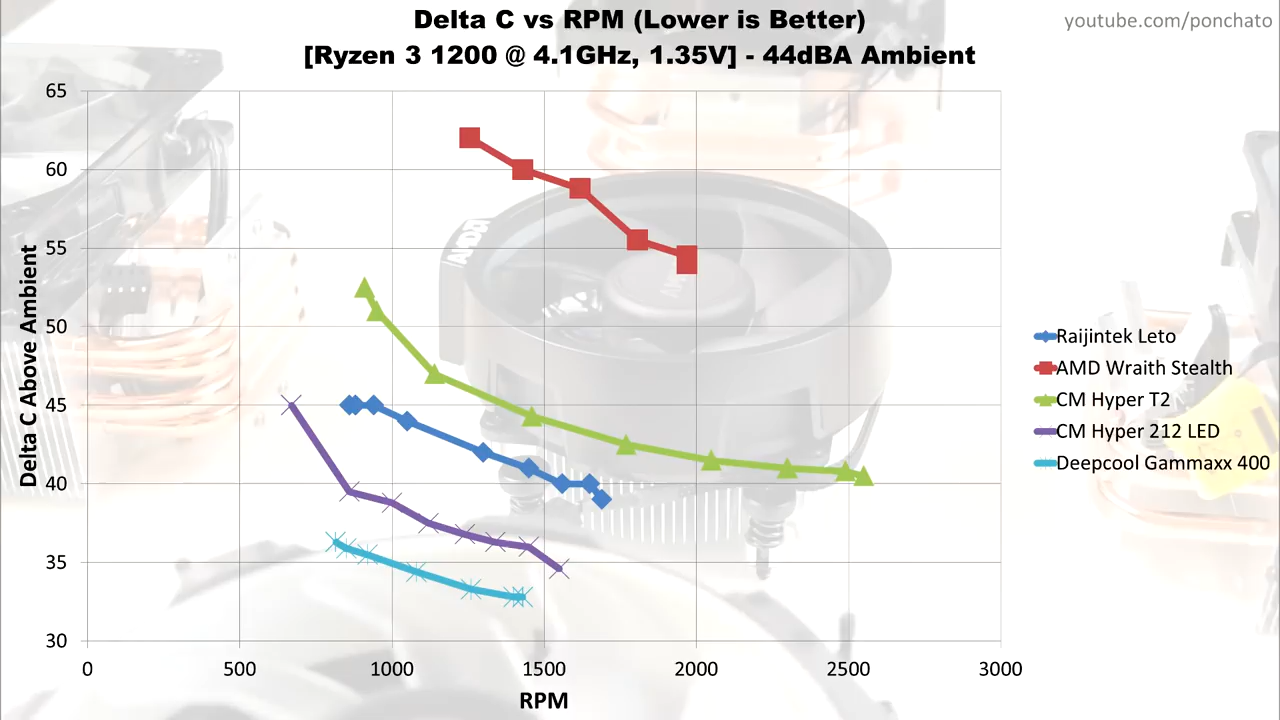 Delta C vs RPM (Lower is Better)
[Ryzen 3 1200 @ 4.1GHz, 1.35V] - 44dBA Ambient
youtube.com/ponchato
65
60
55
50
45
40
35
30
Delta C Above Ambient
0
500
1000
1500
2000
2500
3000
RPM
Raijintek Leto
AMD Wraith Stealth
CM Hyper T2
CM Hyper 212 LED
Deepcool Gammaxx 400
AMD
AMD